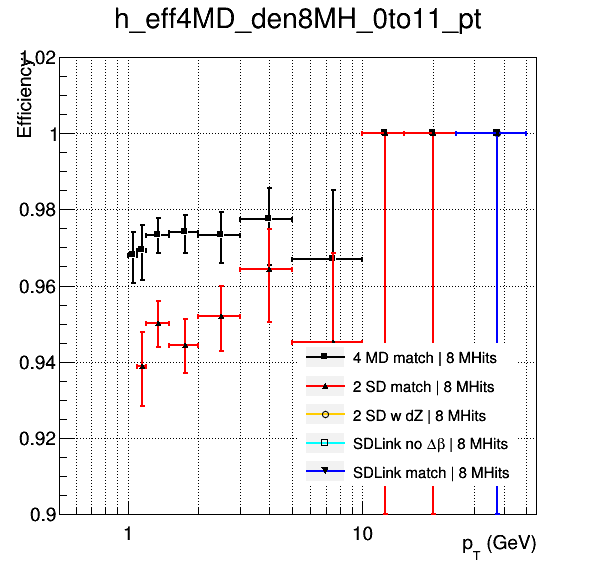 h_eff4MD_den8MH_0to11_pt
Efficiency
1.02
1
0.98
0.96
0.94
0.92
0.9
4 MD match | 8 MHits
2 SD match | 8 MHits
2 SD w dZ | 8 MHits
SDLink no Δβ | 8 MHits
SDLink match | 8 MHits
1 10
p_T (GeV)